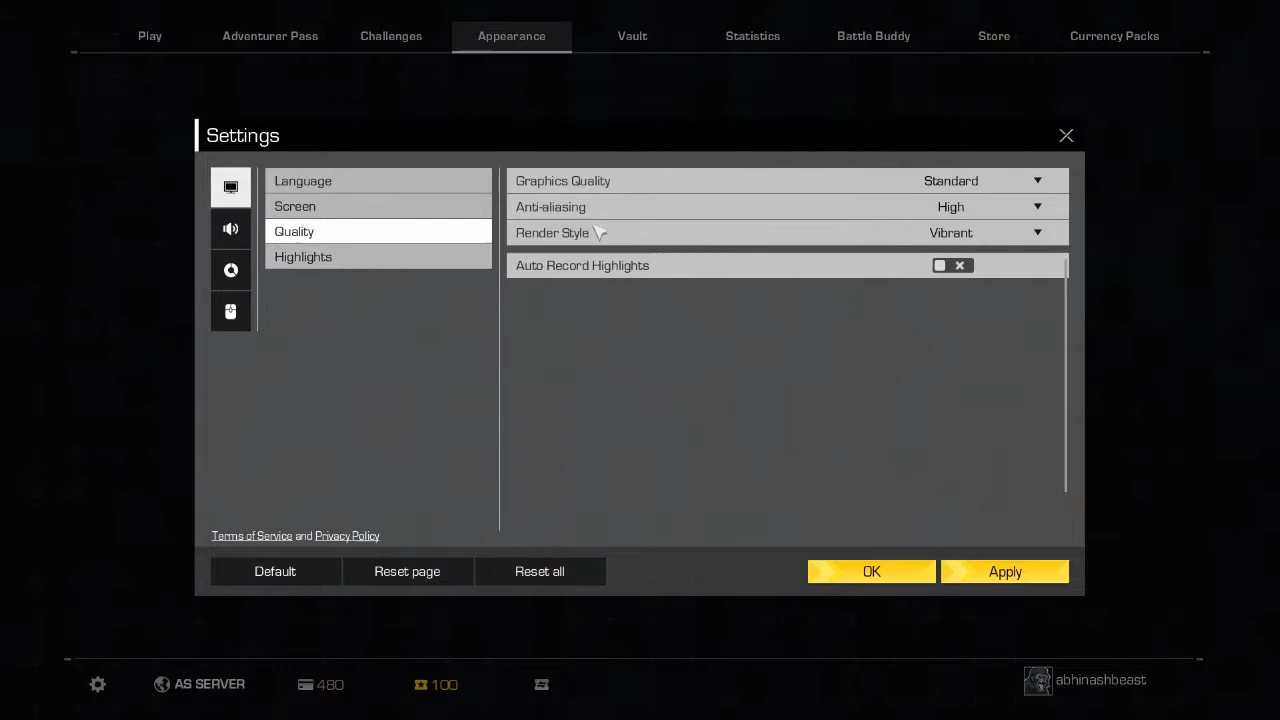 Play Adventurer Pass Challenges Appearance Vault Statistics Battle Buddy Store Currency Packs
Settings
Language
Screen
Quality
Highlights
Graphics Quality Standard
Anti-aliasing High
Render Style Vibrant
Auto Record Highlights
Terms of Service and Privacy Policy
Default Reset page Reset all OK Apply
AS SERVER 480 100 abhinashbeast